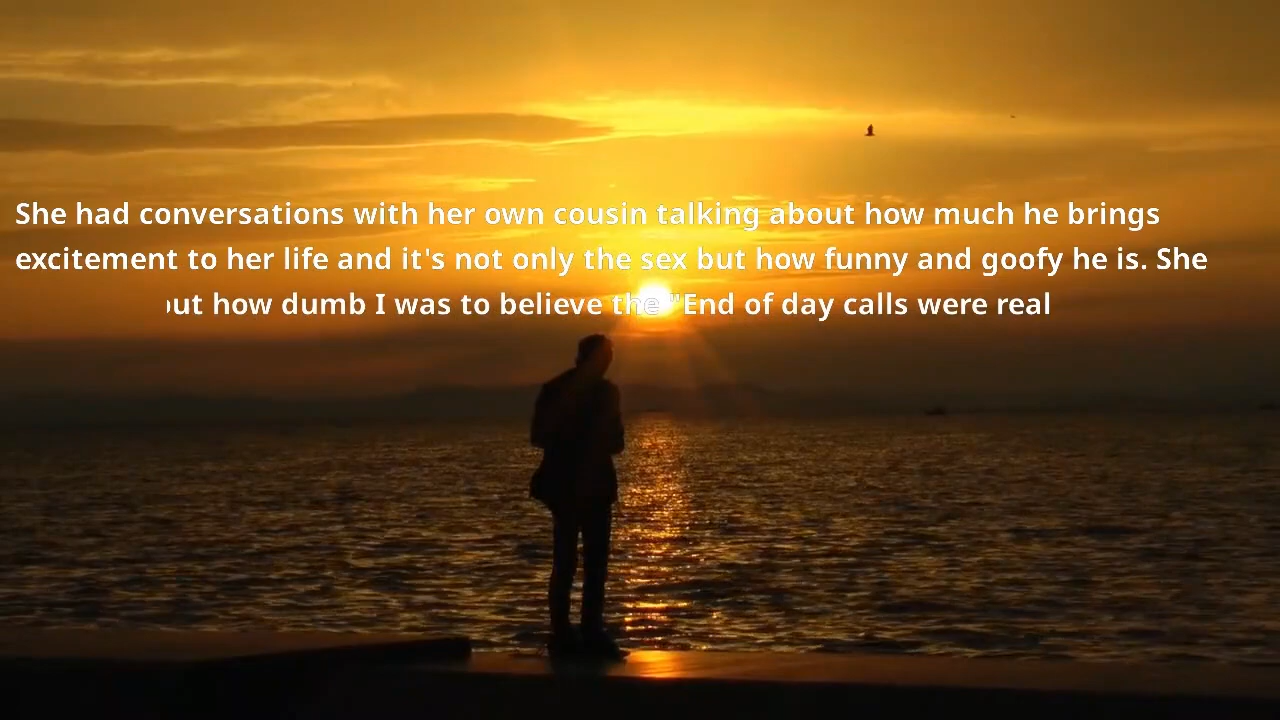 She had conversations with her own cousin talking about how much he brings
excitement to her life and it's not only the sex but how funny and goofy he is. She
how dumb I was to believe the "End of day calls were real